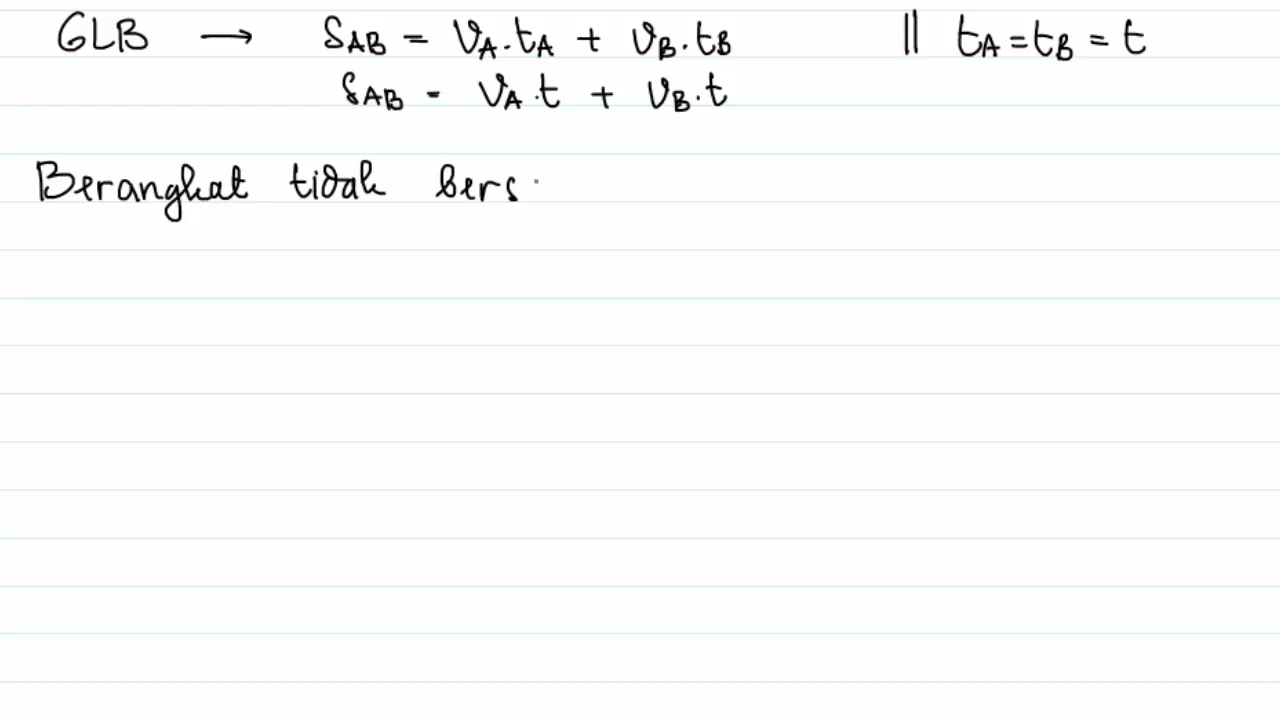 GLB → S_AB = V_A . t_A + V_B . t_B || t_A = t_B = t
S_AB = V_A . t + V_B . t
Berangkat tidak bers